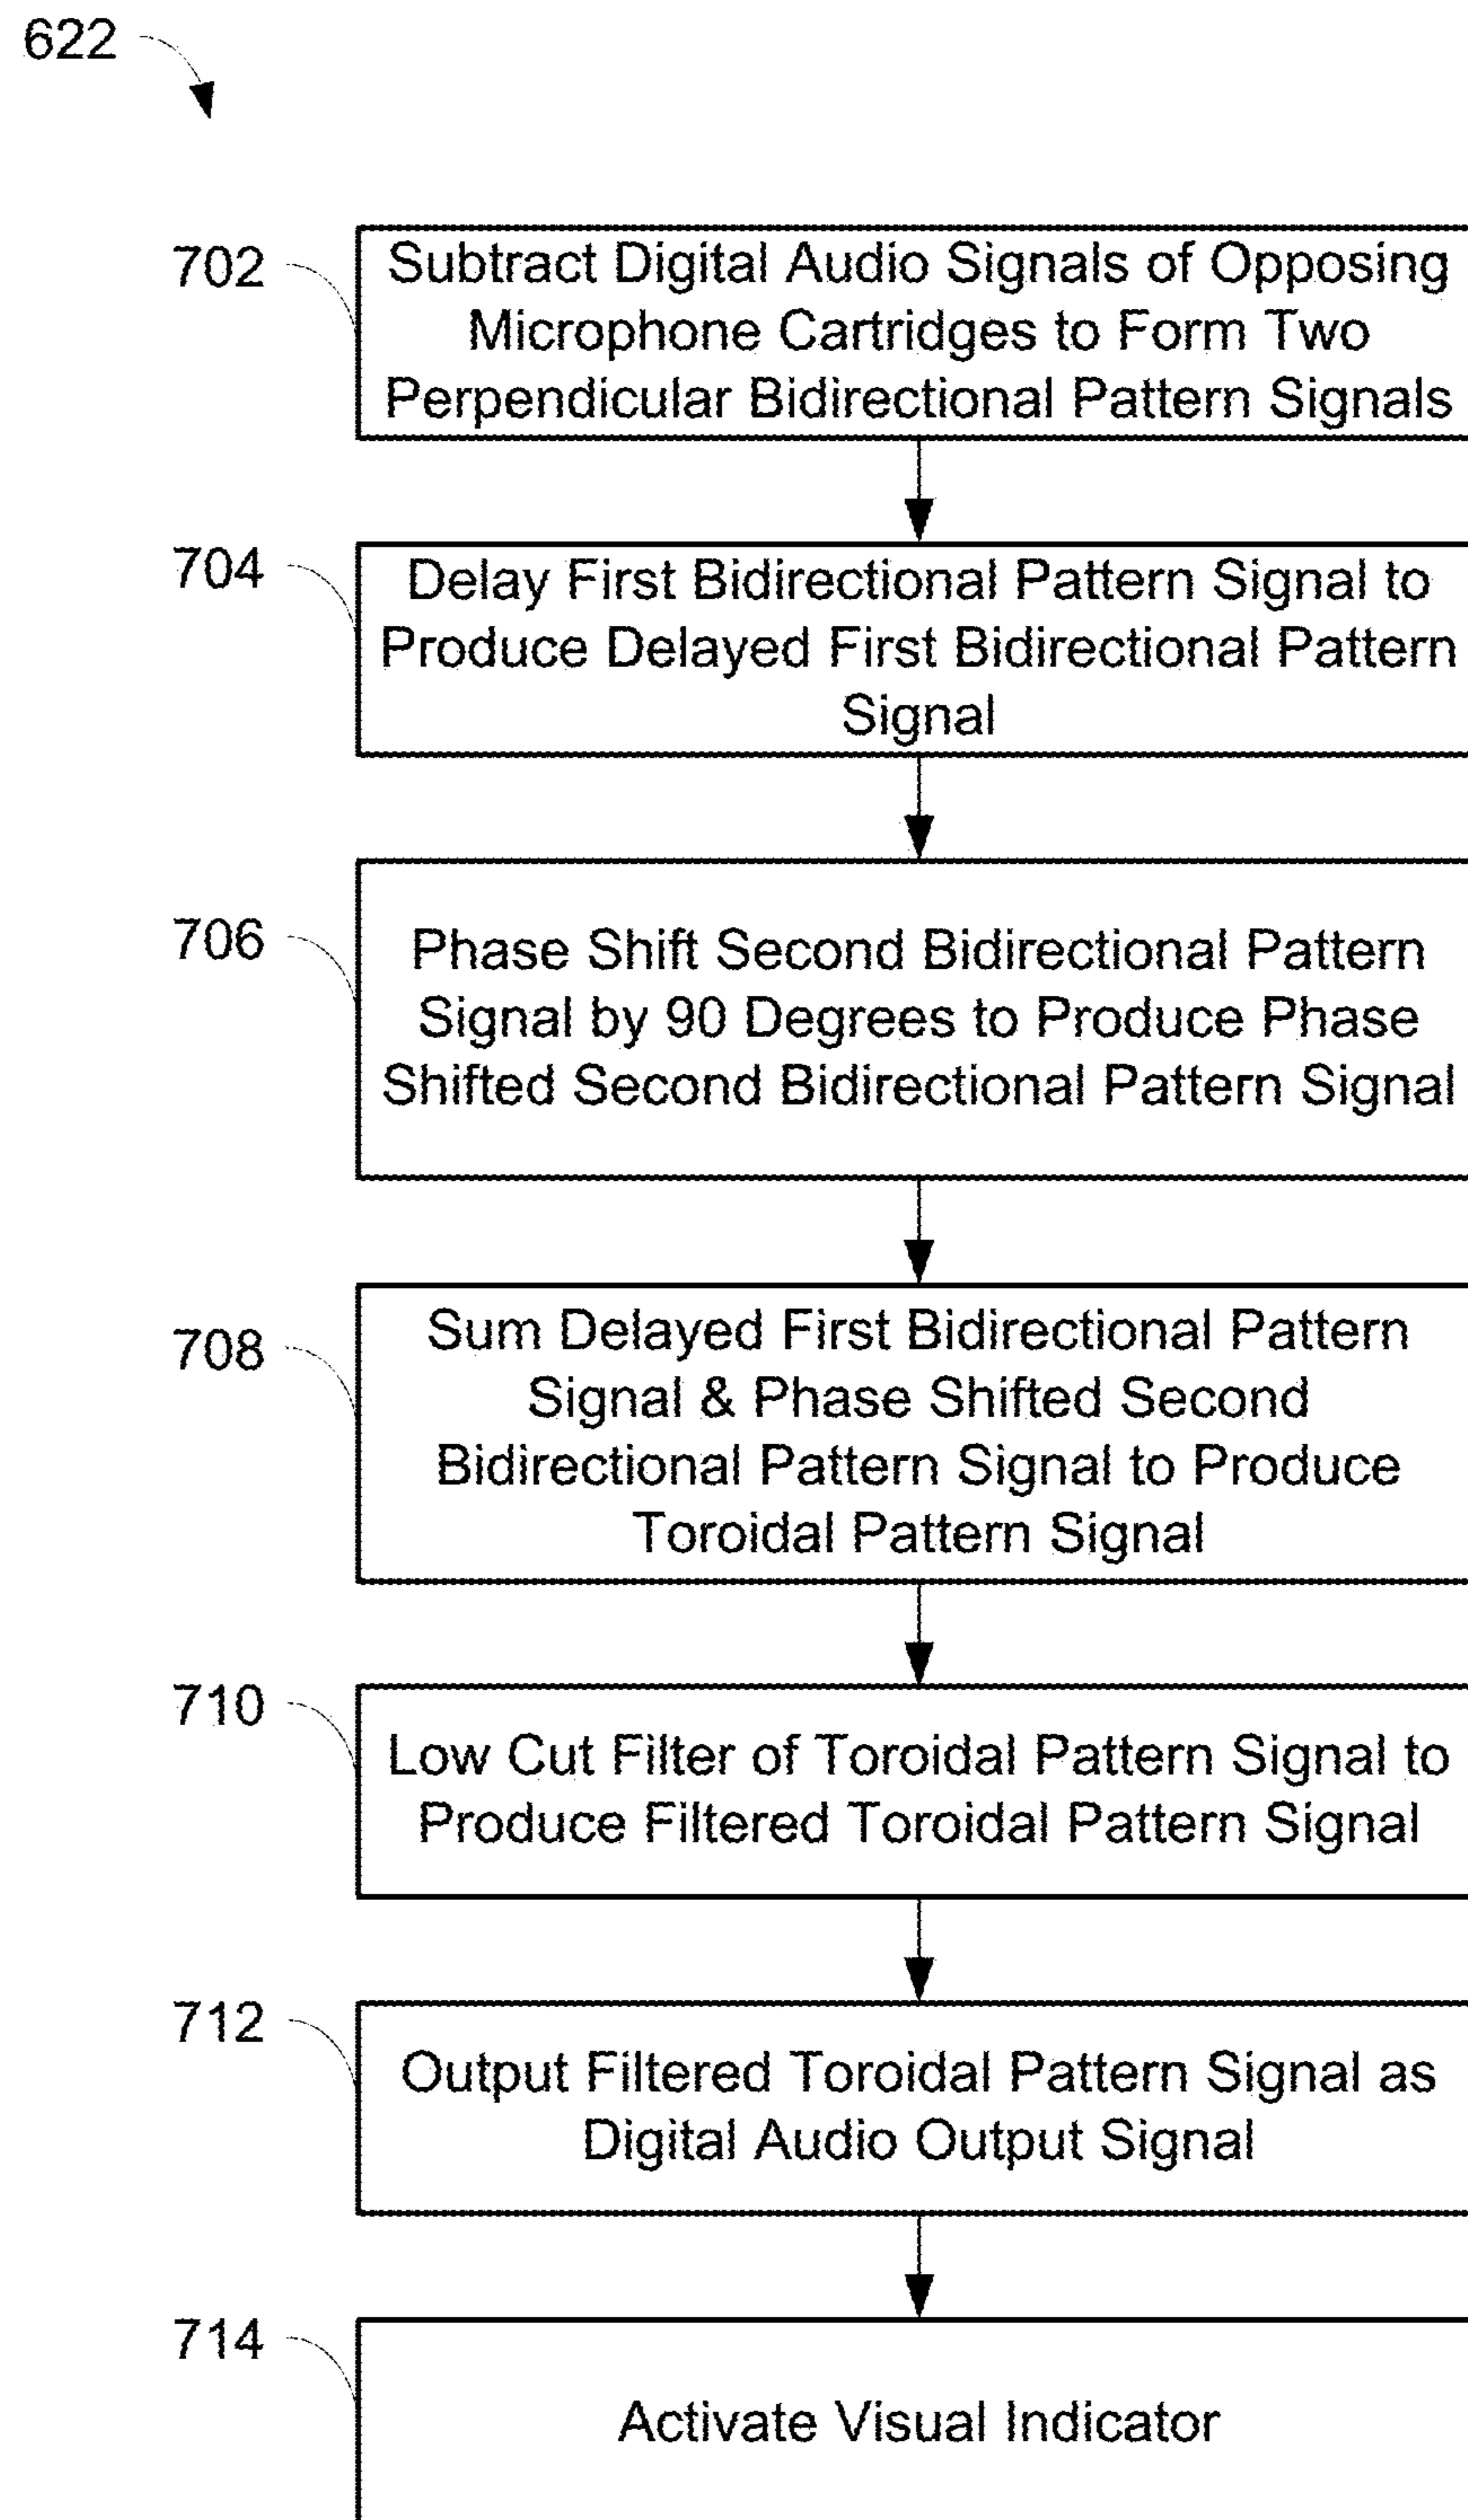 622
702
Subtract Digital Audio Signals of Opposing
Microphone Cartridges to Form Two
Perpendicular Bidirectional Pattern Signals
704
Delay First Bidirectional Pattern Signal to
Produce Delayed First Bidirectional Pattern
Signal
706
Phase Shift Second Bidirectional Pattern
Signal by 90 Degrees to Produce Phase
Shifted Second Bidirectional Pattern Signal
708
Sum Delayed First Bidirectional Pattern
Signal & Phase Shifted Second
Bidirectional Pattern Signal to Produce
Toroidal Pattern Signal
710
Low Cut Filter of Toroidal Pattern Signal to
Produce Filtered Toroidal Pattern Signal
712
Output Filtered Toroidal Pattern Signal as
Digital Audio Output Signal
714
Activate Visual Indicator